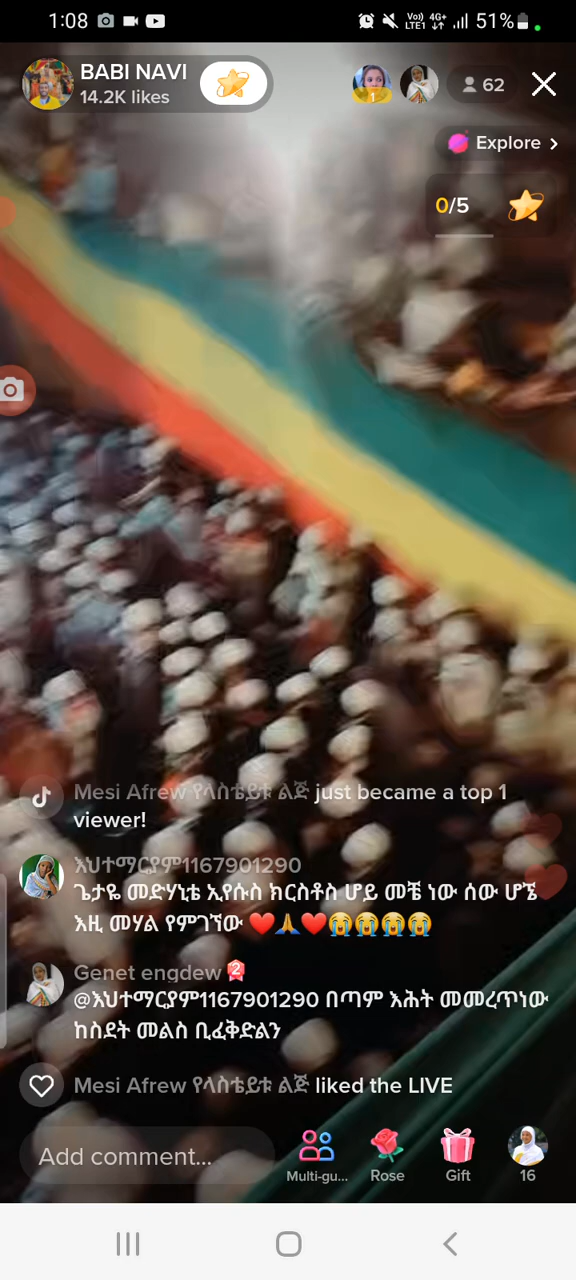 1:08 Vo) 4G+ LTE1 51%
BABI NAVI
14.2K likes
1
62
Explore
0/5
Mesi Afrew የላስቴይቱ ልጅ just became a top 1
viewer!
እህተማርያም1167901290
ጌታዬ መድሃኒቴ ኢየሱስ ክርስቶስ ሆይ መቼ ነው ሰው ሆኜ
እዚ መሃል የምገኘው ❤️🙏❤️😭😭😭😭
Genet engdew 2
@እህተማርያም1167901290 በጣም እሕት መመረጥነው
ከስደት መልስ ቢፈቅድልን
Mesi Afrew የላስቴይቱ ልጅ liked the LIVE
Add comment...
Multi-gu...
Rose
Gift
16